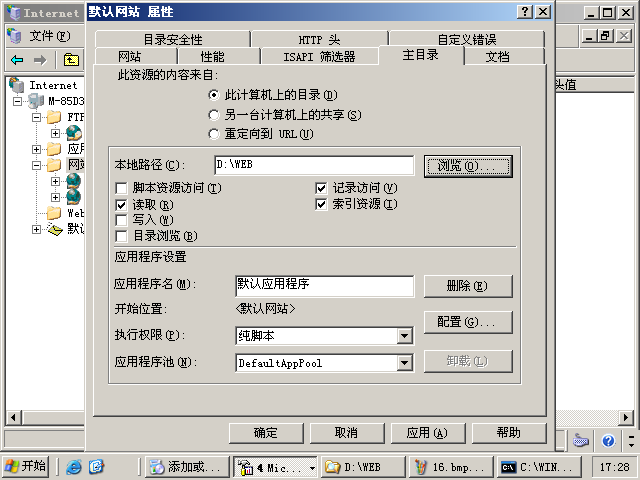 Internet
默认网站 属性
文件(F)
Internet
M-85D3
FTP
应用
网站
Web
默认
头值
目录安全性
HTTP 头
自定义错误
网站
性能
ISAPI 筛选器
主目录
文档
此资源的内容来自:
此计算机上的目录(D)
另一台计算机上的共享(S)
重定向到 URL(U)
本地路径(C):
D:\WEB
浏览(O)...
脚本资源访问(T)
记录访问(V)
读取(R)
索引资源(I)
写入(W)
目录浏览(B)
应用程序设置
应用程序名(M):
默认应用程序
删除(E)
开始位置:
<默认网站>
配置(G)...
执行权限(P):
纯脚本
应用程序池(N):
DefaultAppPool
卸载(L)
确定
取消
应用(A)
帮助
开始
添加或...
4 Mic...
D:\WEB
16.bmp...
C:\WIN...
17:28